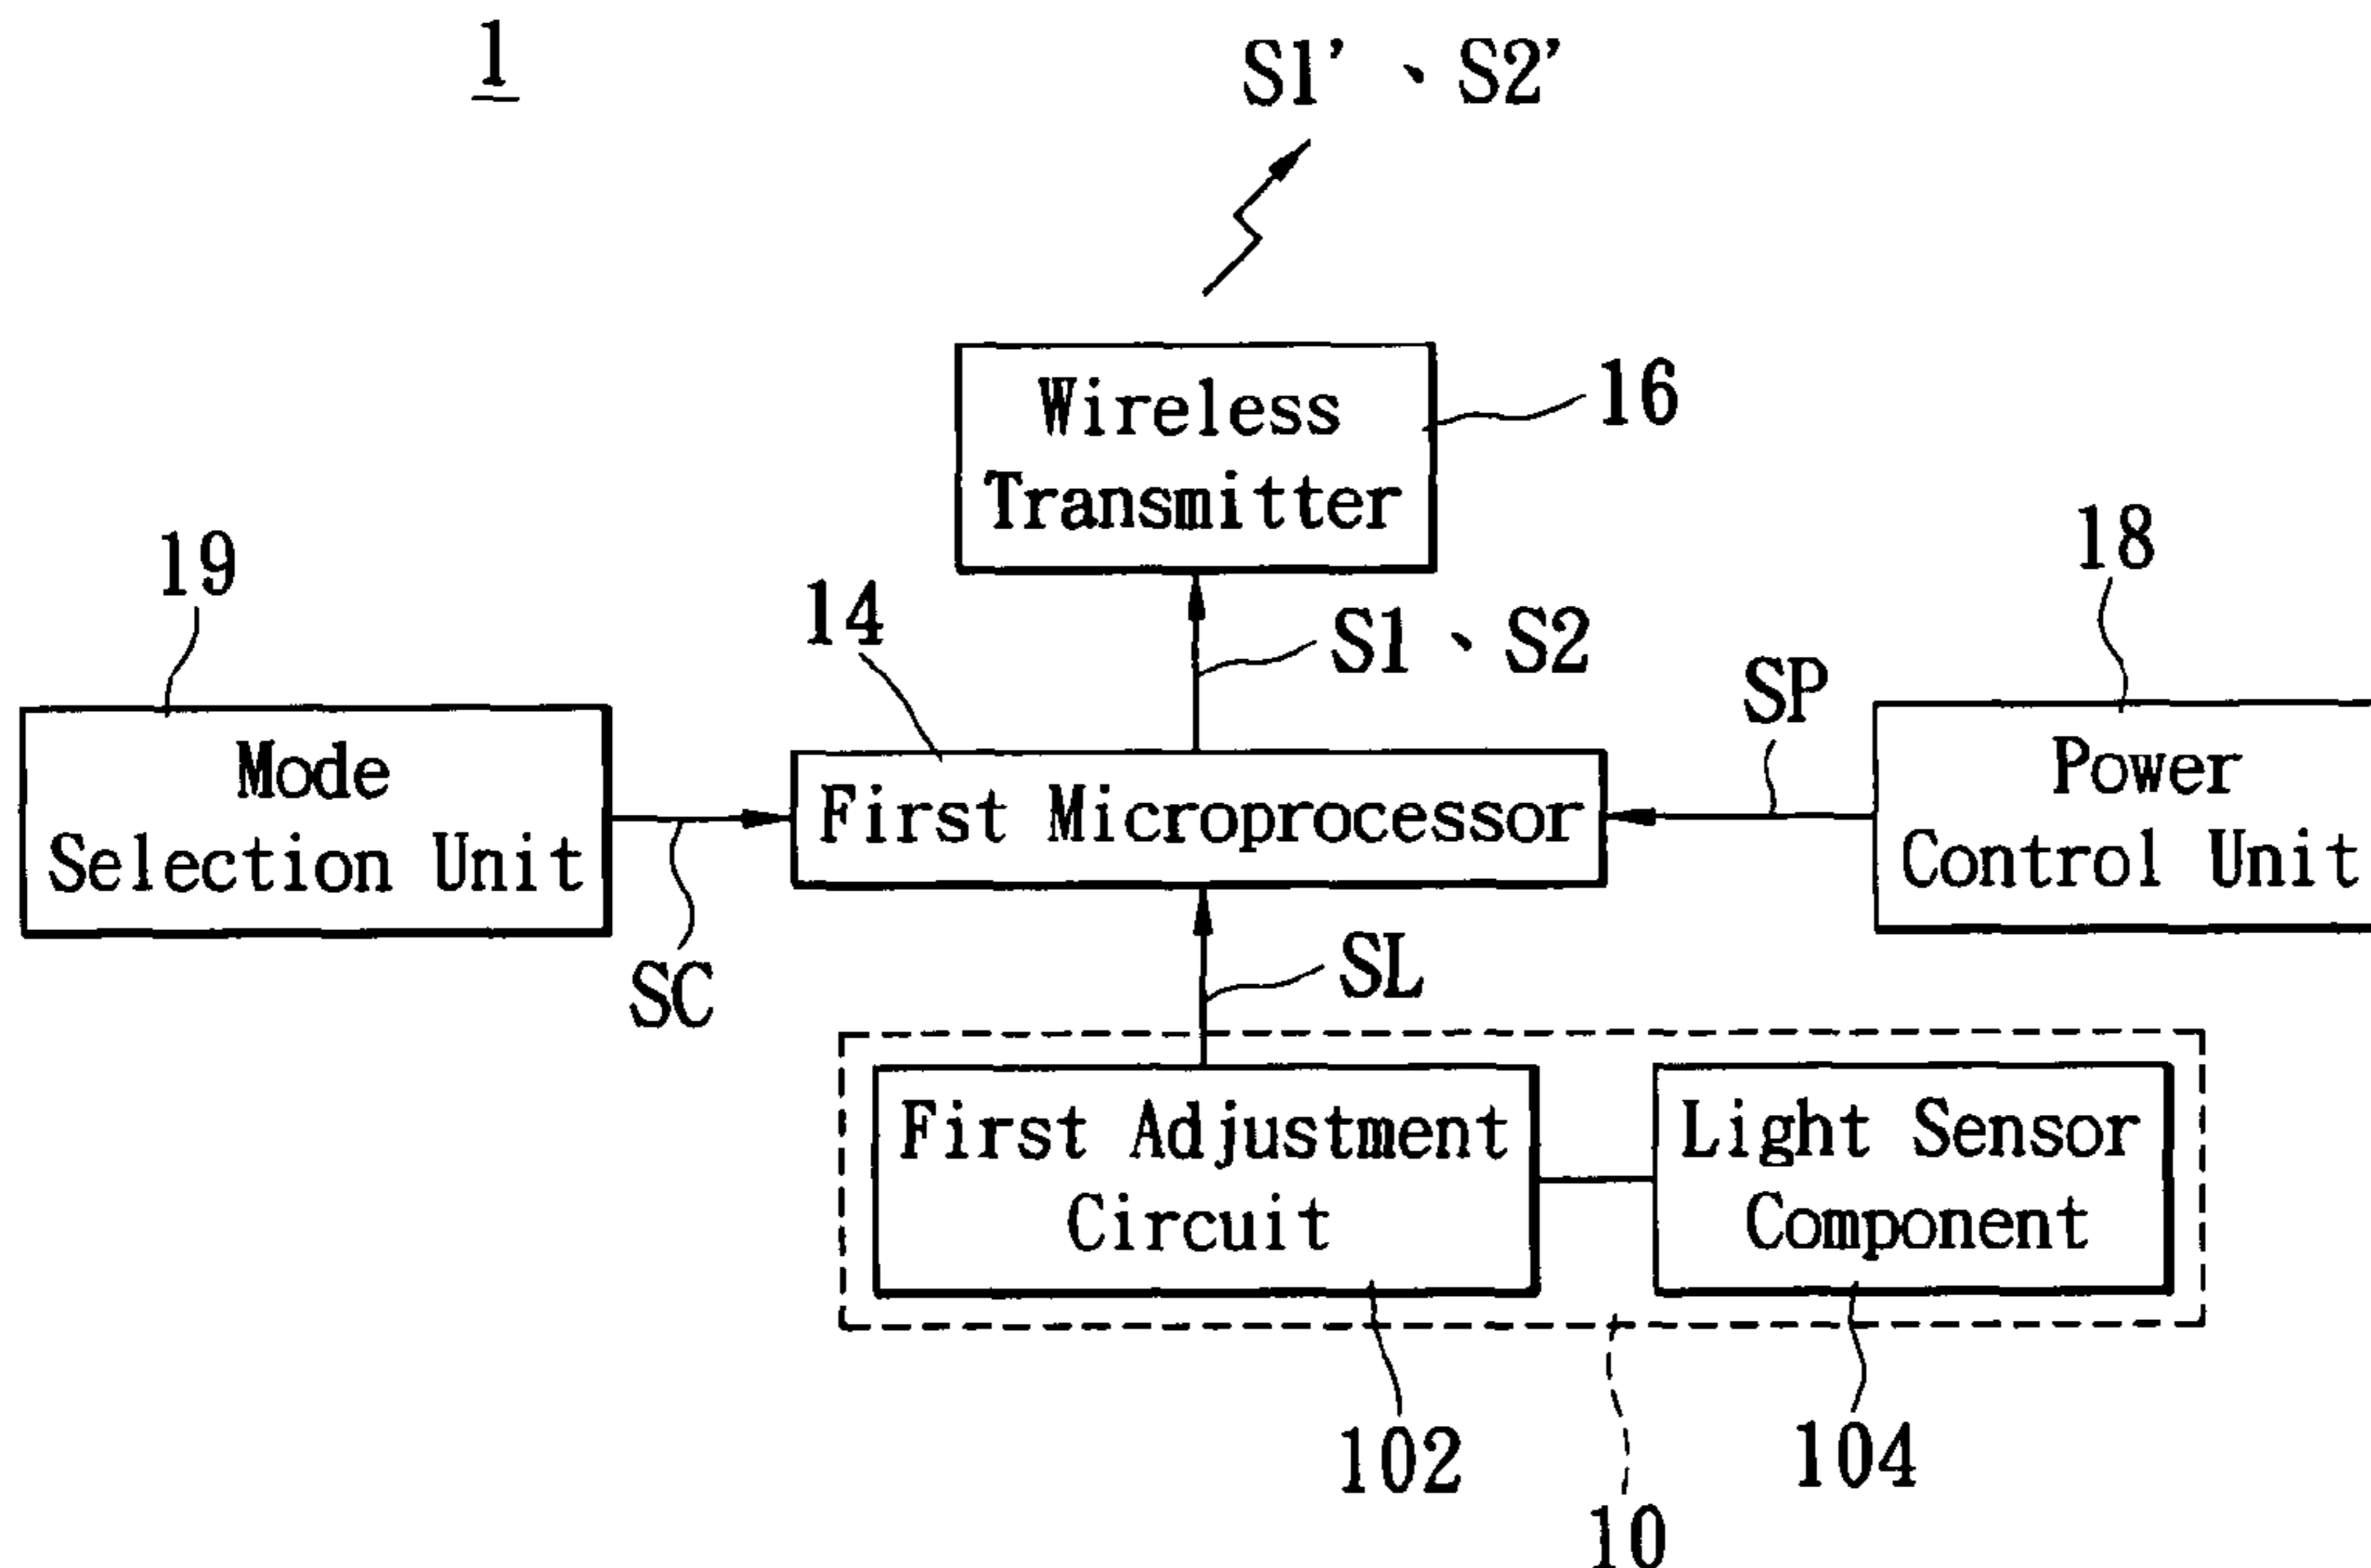 1
S1'、S2'
Wireless
Transmitter
16
19
14
S1、S2
18
SP
Mode
Selection Unit
First Microprocessor
Power
Control Unit
SC
SL
First Adjustment
Circuit
Light Sensor
Component
102
104
10